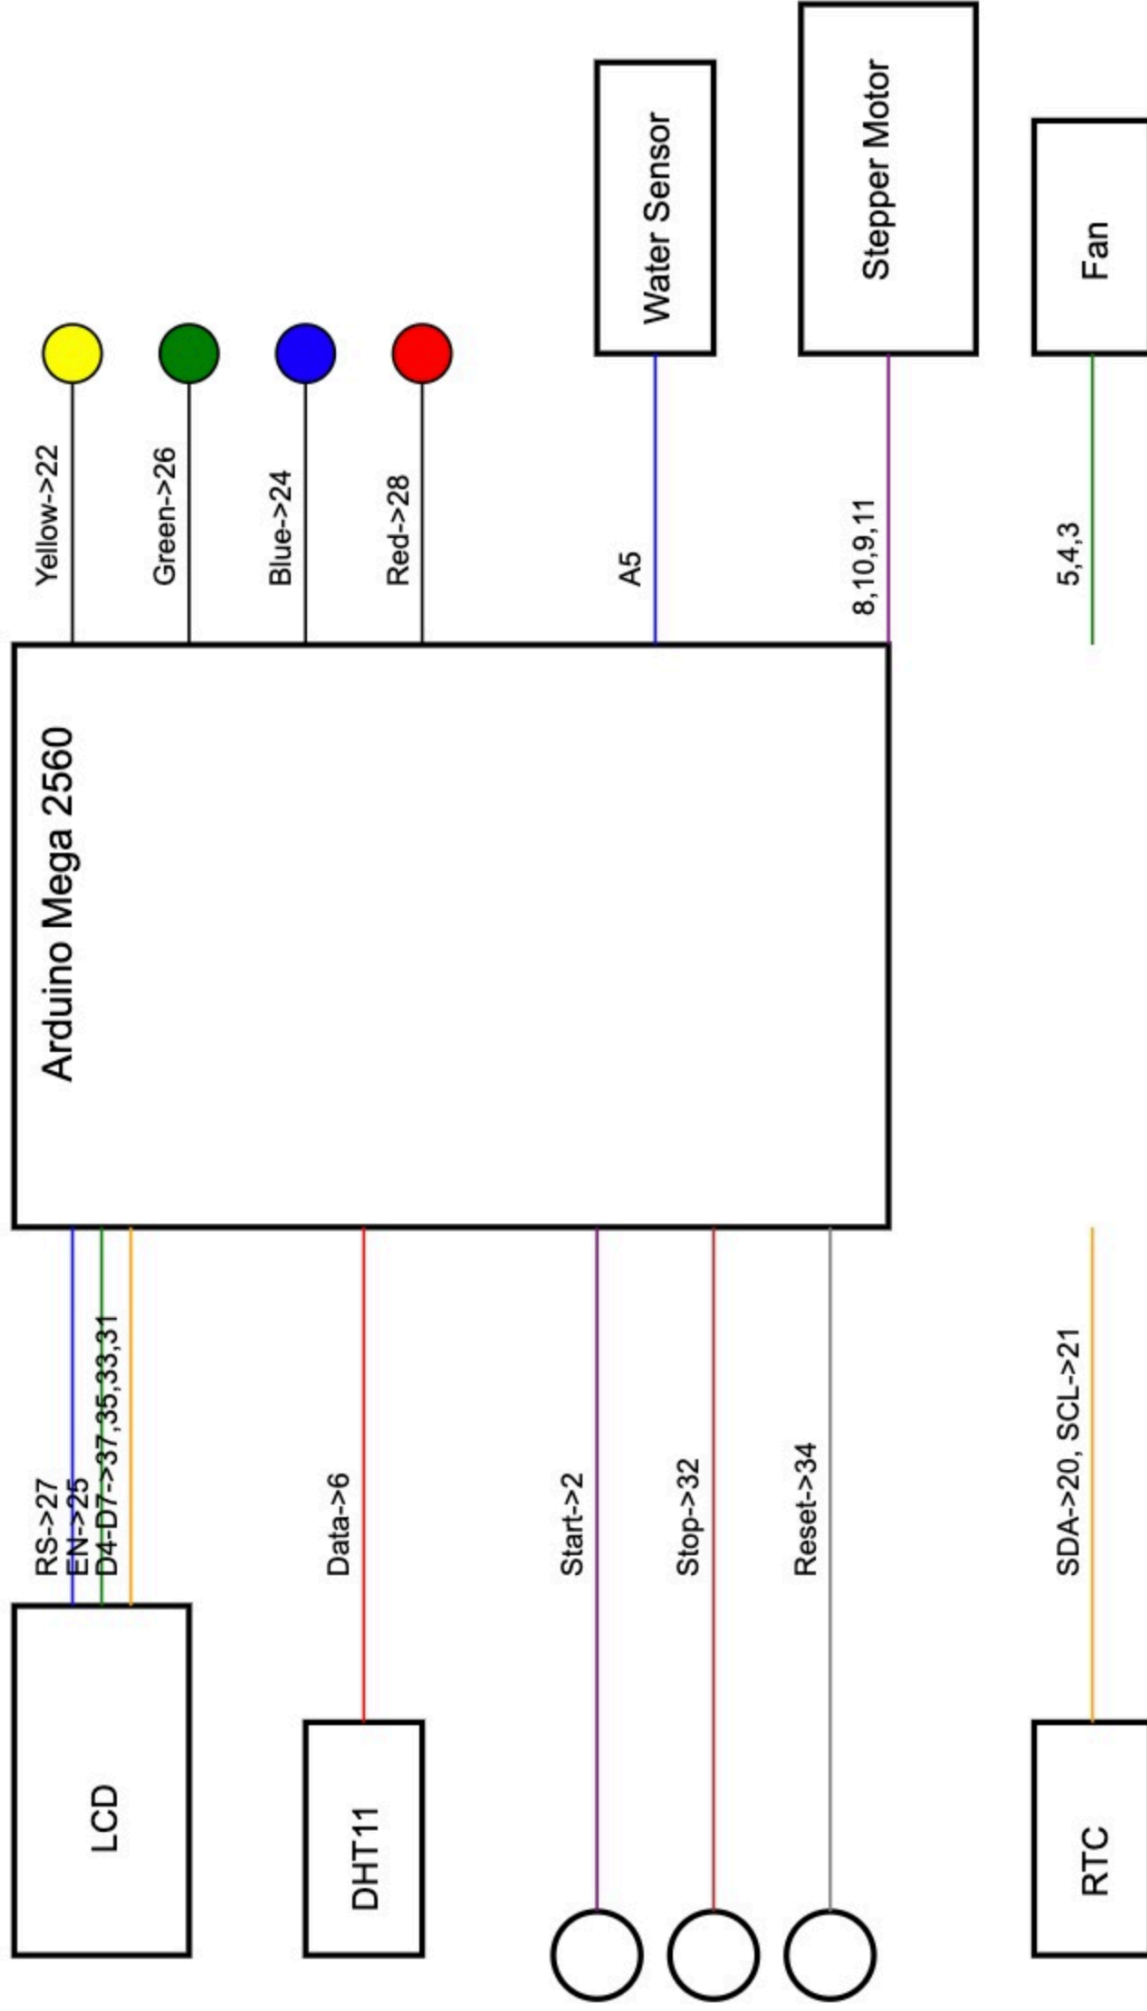 Arduino Mega 2560
LCD
RS->27
EN->25
D4-D7->37,35,33,31
DHT11
Data->6
Start->2
Stop->32
Reset->34
RTC
SDA->20, SCL->21
Yellow->22
Green->26
Blue->24
Red->28
Water Sensor
A5
Stepper Motor
8,10,9,11
Fan
5,4,3